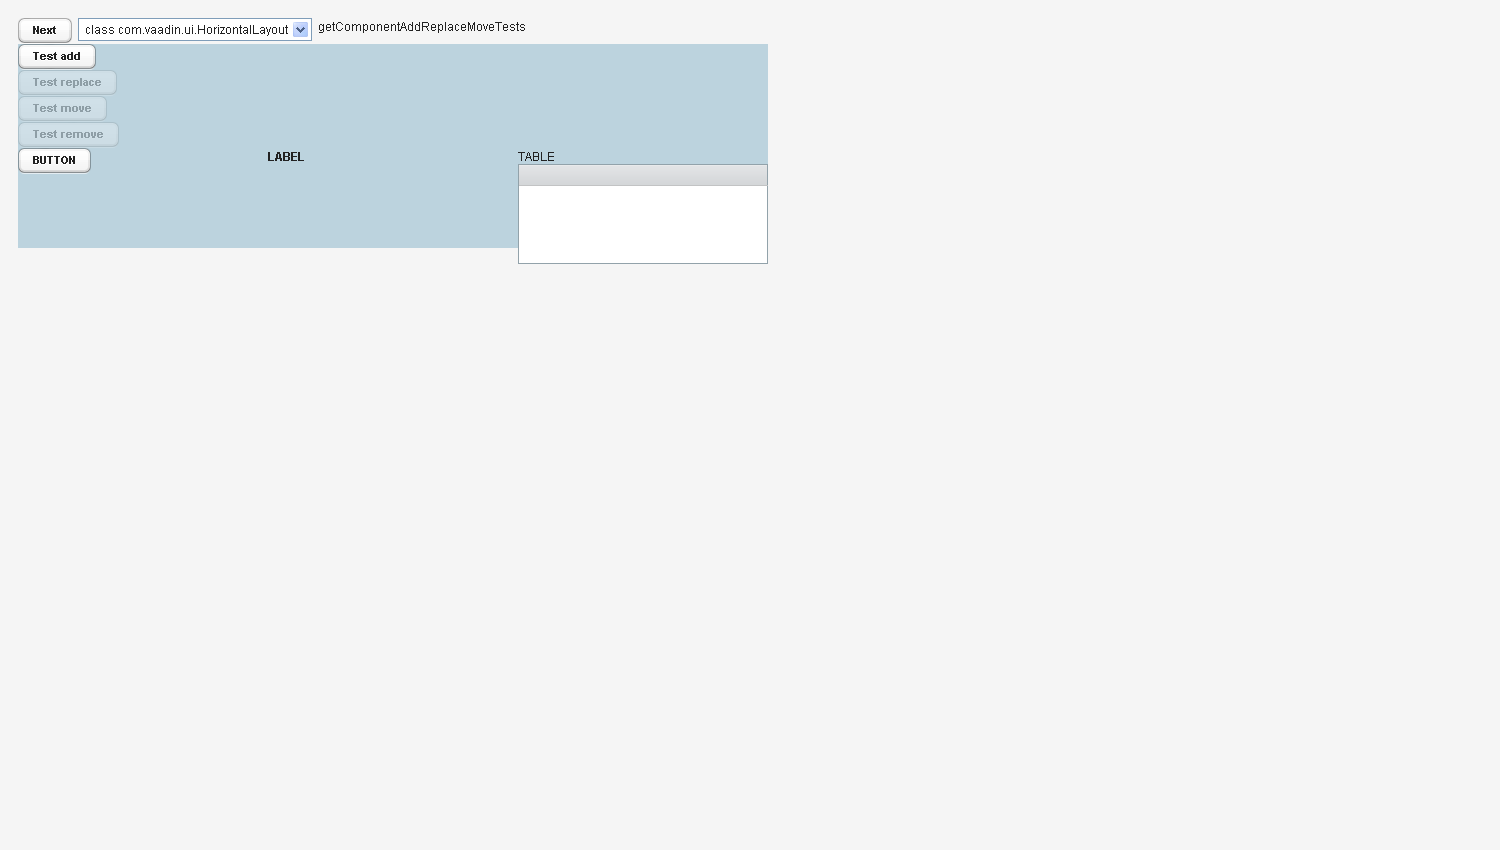 Next class com.vaadin.ui.HorizontalLayout getComponentAddReplaceMoveTests
Test add
Test replace
Test move
Test remove
BUTTON LABEL TABLE